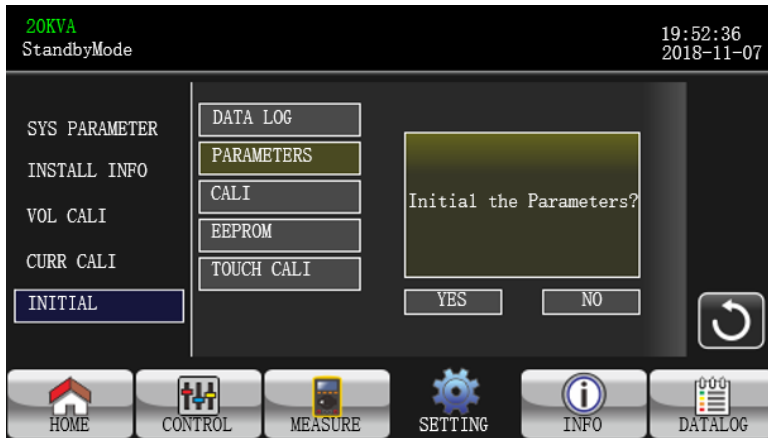 20KVA
StandbyMode
19:52:36
2018-11-07
SYS PARAMETER
INSTALL INFO
VOL CALI
CURR CALI
INITIAL
DATA LOG
PARAMETERS
CALI
EEPROM
TOUCH CALI
Initial the Parameters?
YES
NO
HOME
CONTROL
MEASURE
SETTING
INFO
DATALOG